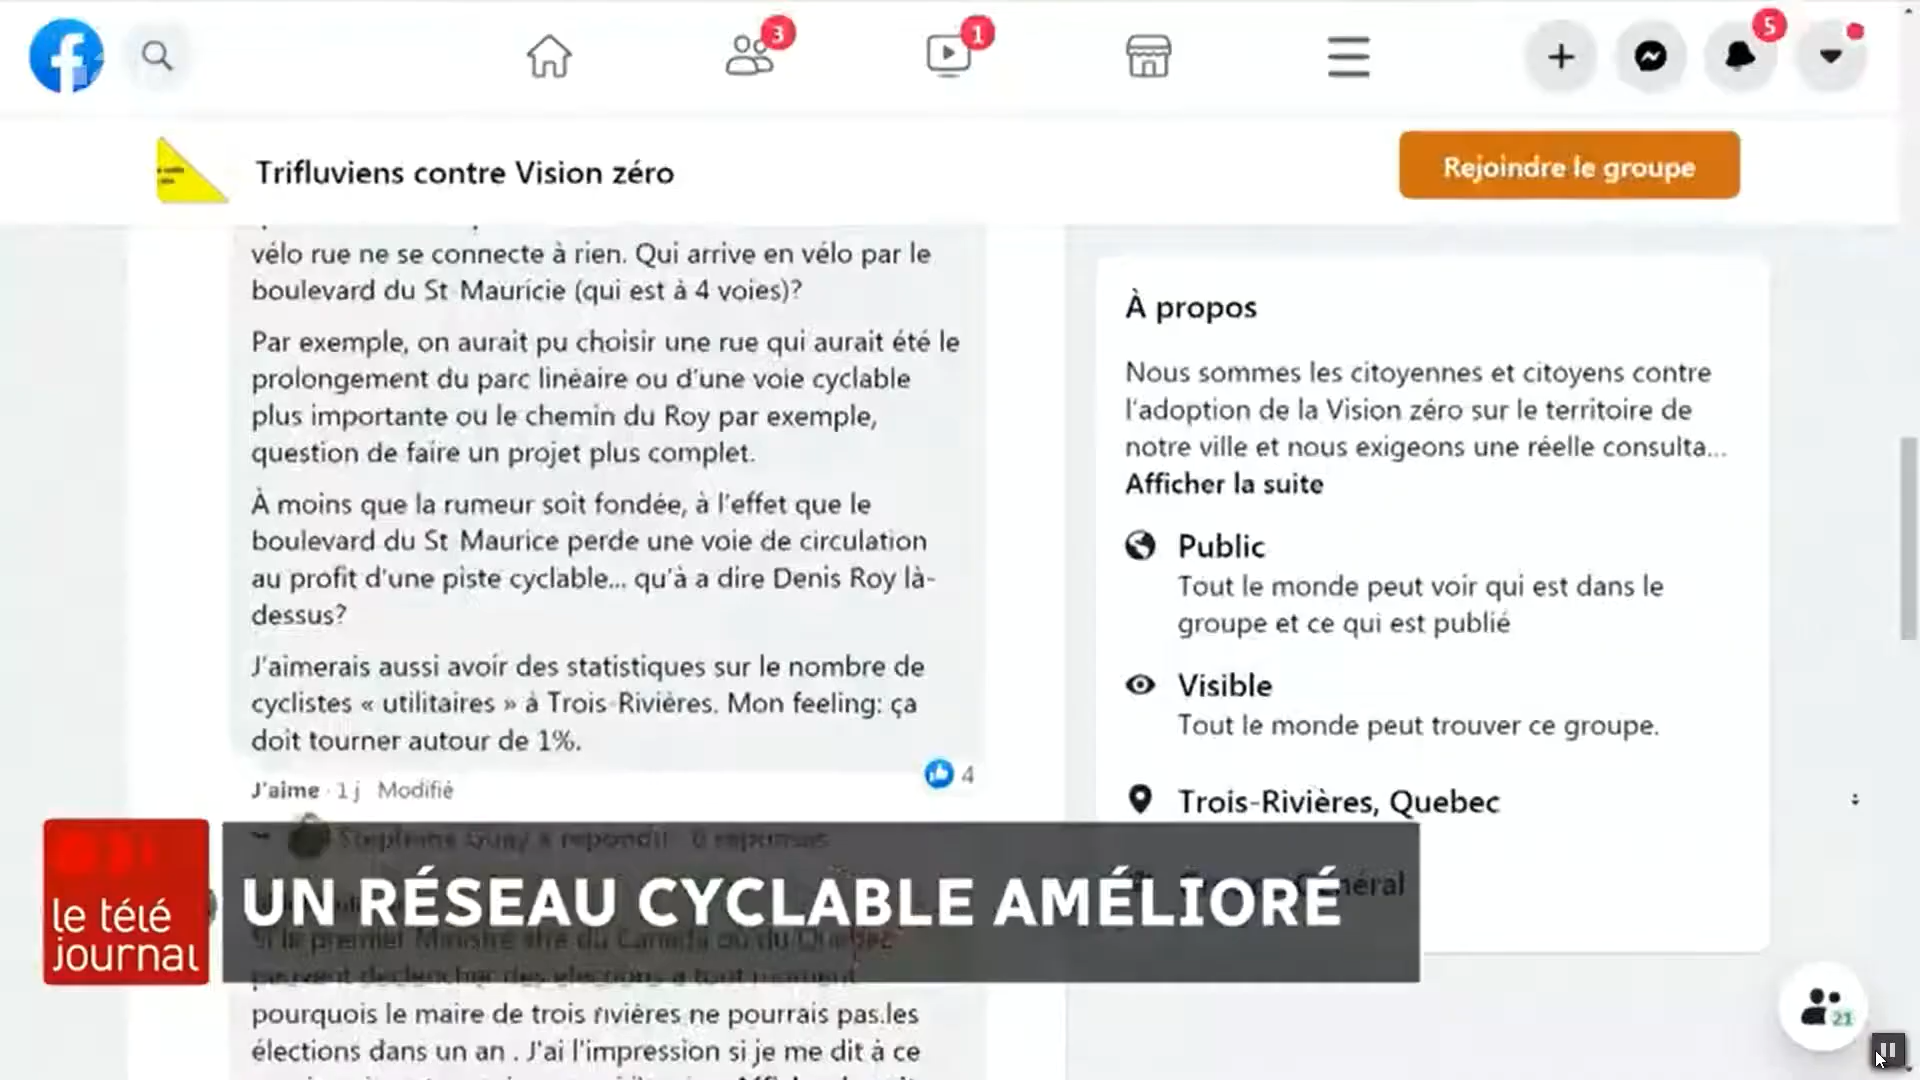 3
1
5
Trifluviens contre Vision zéro
Rejoindre le groupe
vélo rue ne se connecte à rien. Qui arrive en vélo par le
boulevard du St Mauricie (qui est à 4 voies)?
Par exemple, on aurait pu choisir une rue qui aurait été le
prolongement du parc linéaire ou d'une voie cyclable
plus importante ou le chemin du Roy par exemple,
question de faire un projet plus complet.
À moins que la rumeur soit fondée, à l'effet que le
boulevard du St Maurice perde une voie de circulation
au profit d'une piste cyclable... qu'à a dire Denis Roy là-
dessus?
J'aimerais aussi avoir des statistiques sur le nombre de
cyclistes « utilitaires » à Trois-Rivières. Mon feeling: ça
doit tourner autour de 1%.
4
J'aime · 1 j Modifié
À propos
Nous sommes les citoyennes et citoyens contre
l'adoption de la Vision zéro sur le territoire de
notre ville et nous exigeons une réelle consulta...
Afficher la suite
Public
Tout le monde peut voir qui est dans le
groupe et ce qui est publié
Visible
Tout le monde peut trouver ce groupe.
Trois-Rivières, Quebec
le télé
journal
UN RÉSEAU CYCLABLE AMÉLIORÉ
pourquois le maire de trois rivières ne pourrais pas.les
élections dans un an . J'ai l'impression si je me dit à ce
21